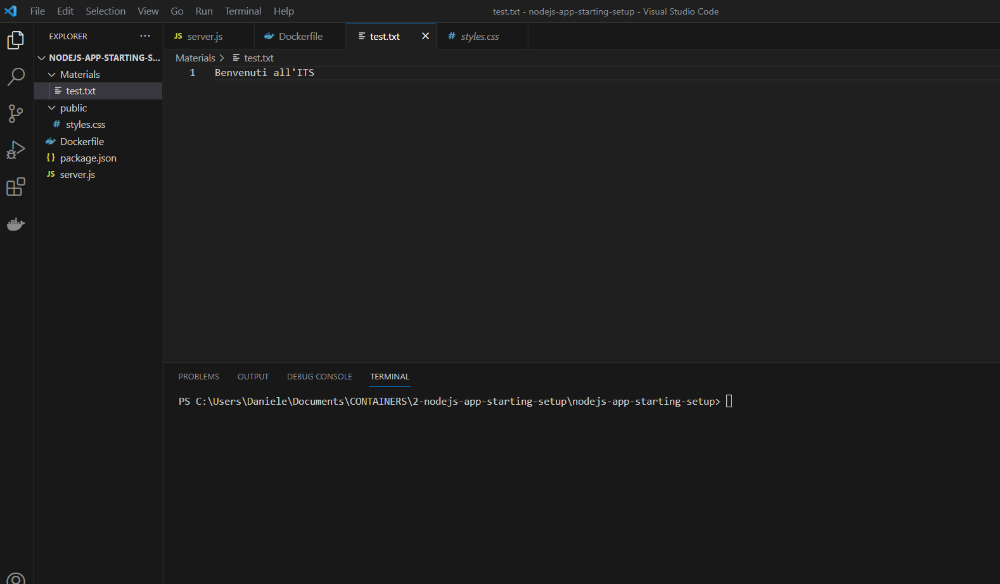 File Edit Selection View Go Run Terminal Help
test.txt - nodejs-app-starting-setup - Visual Studio Code
EXPLORER ···
NODEJS-APP-STARTING-S...
Materials
test.txt
public
# styles.css
Dockerfile
{} package.json
JS server.js
JS server.js
Dockerfile
test.txt
# styles.css
Materials > test.txt
1 Benvenuti all'ITS
PROBLEMS OUTPUT DEBUG CONSOLE TERMINAL
PS C:\Users\Daniele\Documents\CONTAINERS\2-nodejs-app-starting-setup\nodejs-app-starting-setup>